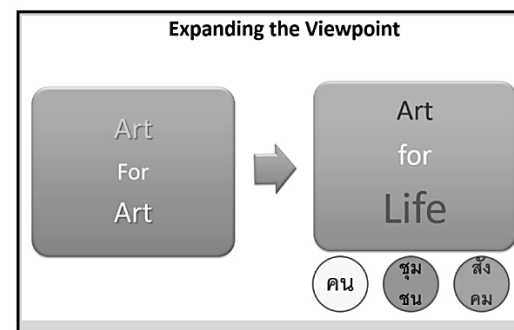 Expanding the Viewpoint
Art
For
Art
Art
for
Life
คน
ชุม
ชน
สัง
คม